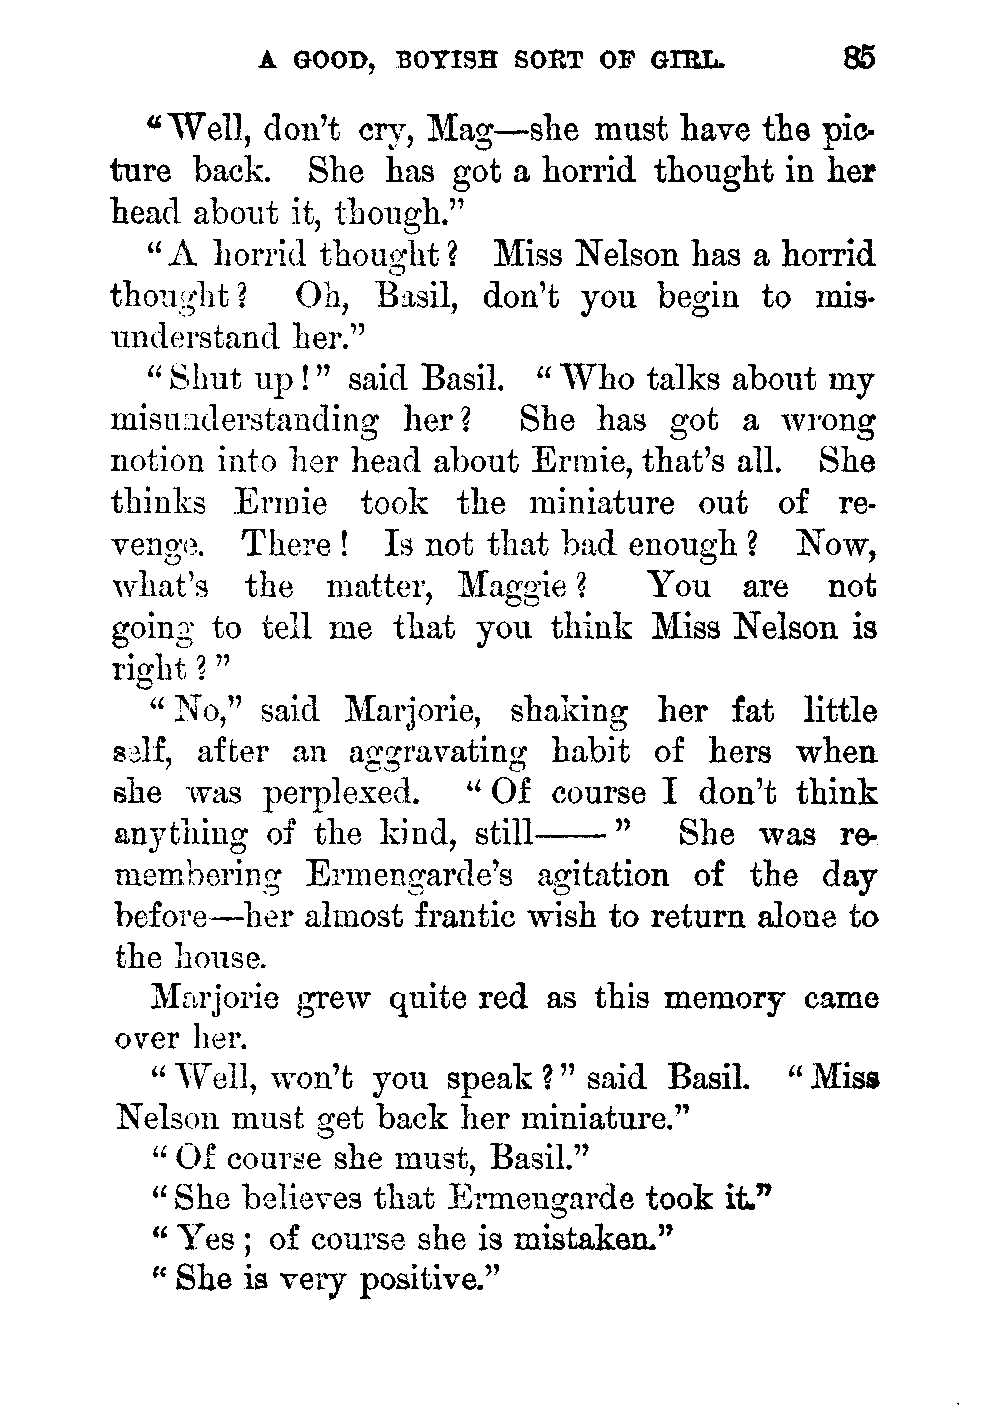 A GOOD, BOYISH SORT OF GIRL. 85
“Well, don’t cry, Mag—she must have the pic-
ture back. She has got a horrid thought in her
head about it, though.”
“A horrid thought? Miss Nelson has a horrid
thought? Oh, Basil, don’t you begin to mis-
understand her.”
“Shut up!” said Basil. “Who talks about my
misunderstanding her? She has got a wrong
notion into her head about Ermie, that’s all. She
thinks Ermie took the miniature out of re-
venge. There! Is not that bad enough? Now,
what’s the matter, Maggie? You are not
going to tell me that you think Miss Nelson is
right?”
“No,” said Marjorie, shaking her fat little
self, after an aggravating habit of hers when
she was perplexed. “Of course I don’t think
anything of the kind, still——” She was re-
membering Ermengarde’s agitation of the day
before—her almost frantic wish to return alone to
the house.
Marjorie grew quite red as this memory came
over her.
“Well, won’t you speak?” said Basil. “Miss
Nelson must get back her miniature.”
“Of course she must, Basil.”
“She believes that Ermengarde took it.”
“Yes; of course she is mistaken.”
“She is very positive.”